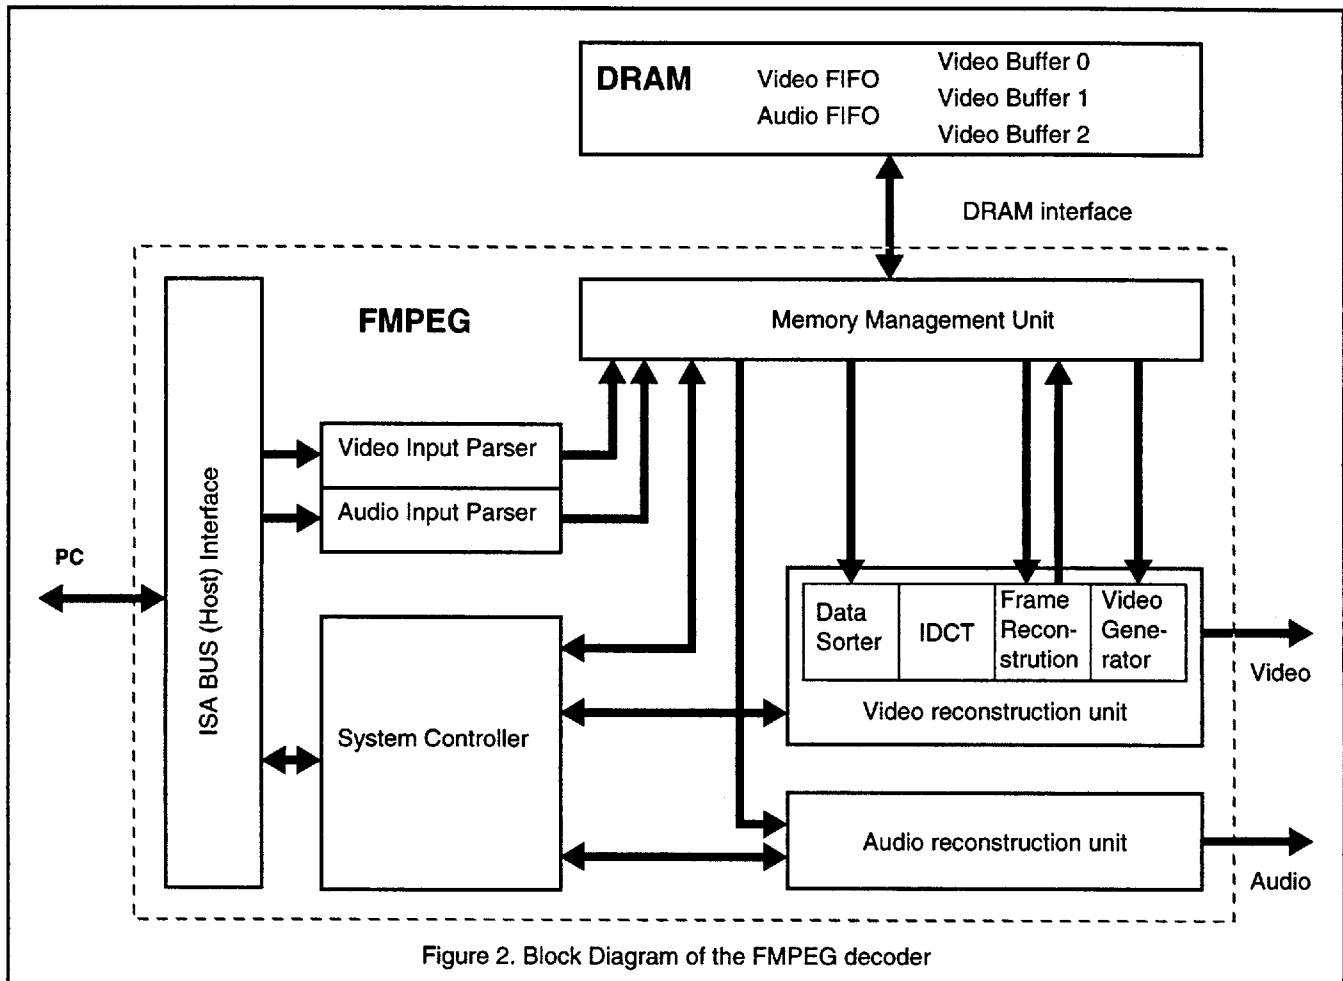 DRAM
Video FIFO
Audio FIFO
Video Buffer 0
Video Buffer 1
Video Buffer 2
DRAM interface
FMPEG
Memory Management Unit
ISA BUS (Host) Interface
Video Input Parser
Audio Input Parser
PC
System Controller
Data
Sorter
IDCT
Frame
Recon-
strution
Video
Gene-
rator
Video reconstruction unit
Video
Audio reconstruction unit
Audio
Figure 2. Block Diagram of the FMPEG decoder